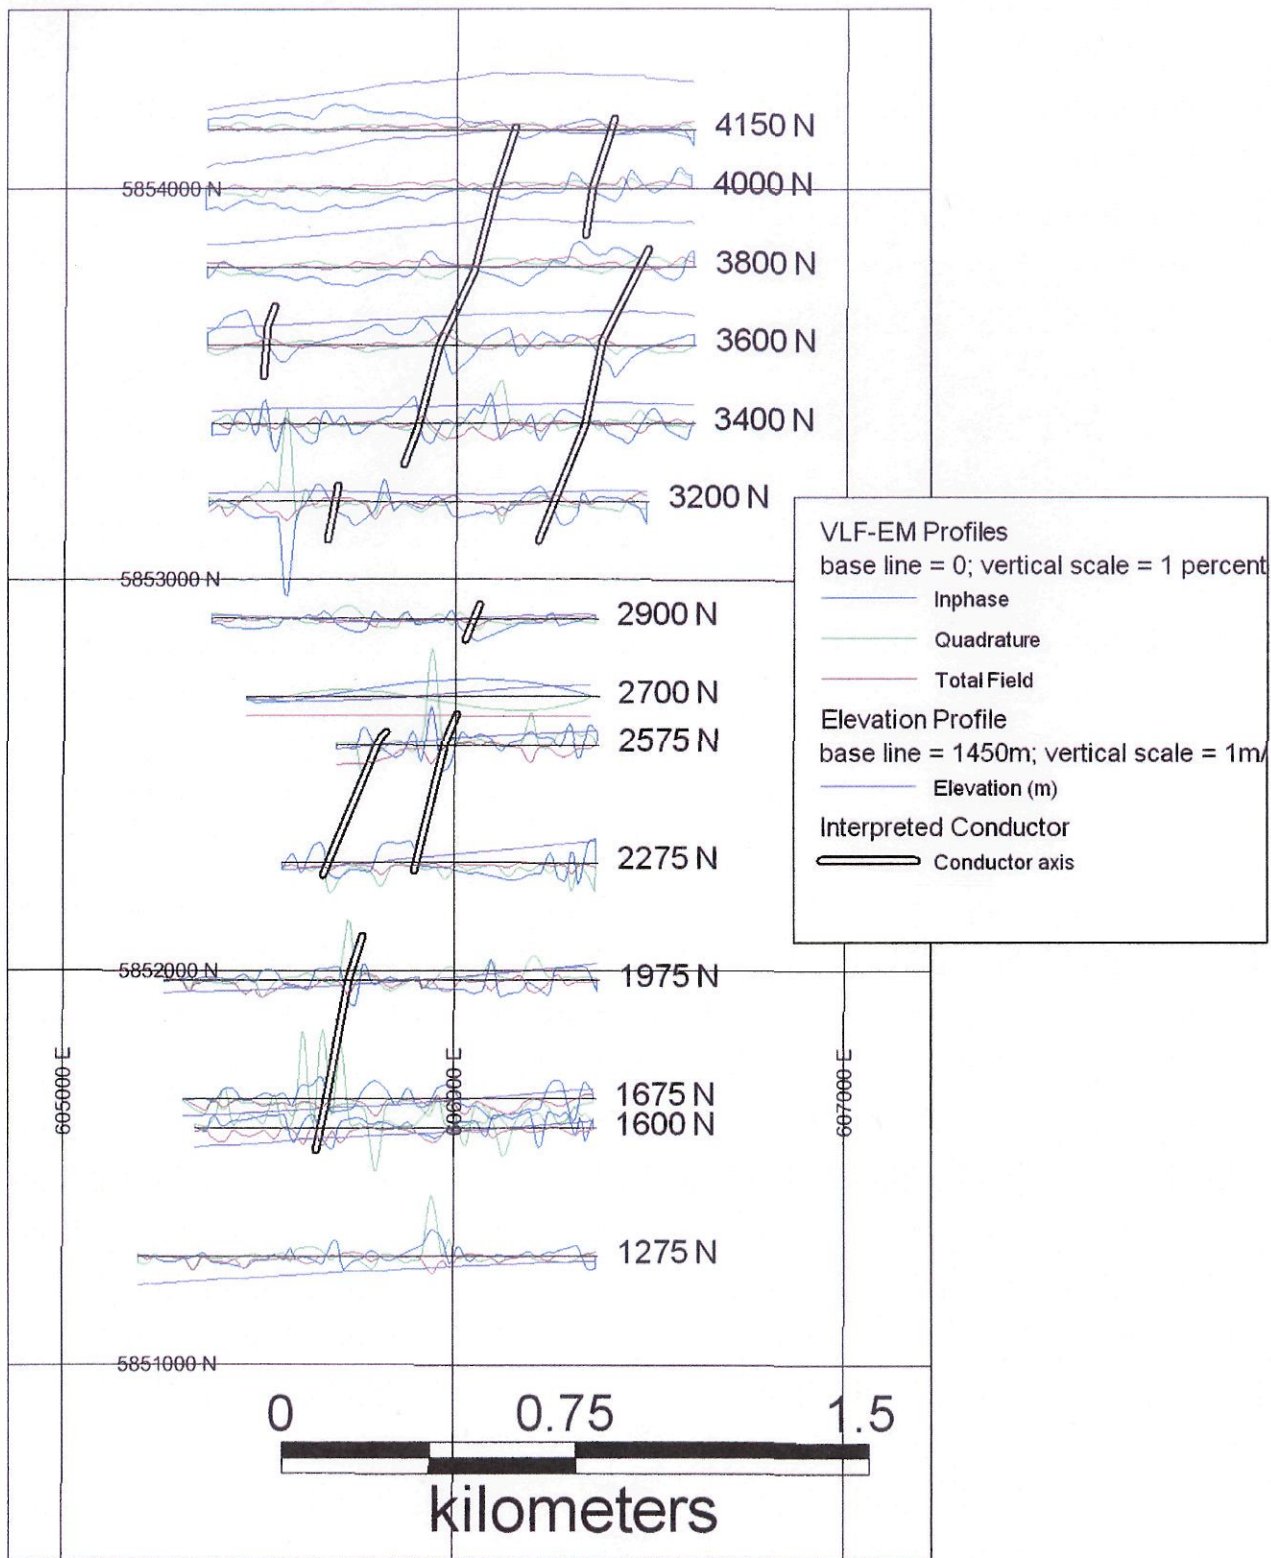 4150 N
5854000 N
4000 N
3800 N
3600 N
3400 N
3200 N
VLF-EM Profiles
base line = 0; vertical scale = 1 percent
Inphase
Quadrature
Total Field
Elevation Profile
base line = 1450m; vertical scale = 1m/
Elevation (m)
Interpreted Conductor
Conductor axis
5853000 N
2900 N
2700 N
2575 N
2275 N
5852000 N
1975 N
605000 E
606000 E
607000 E
1675 N
1600 N
1275 N
5851000 N
0 0.75 1.5
kilometers